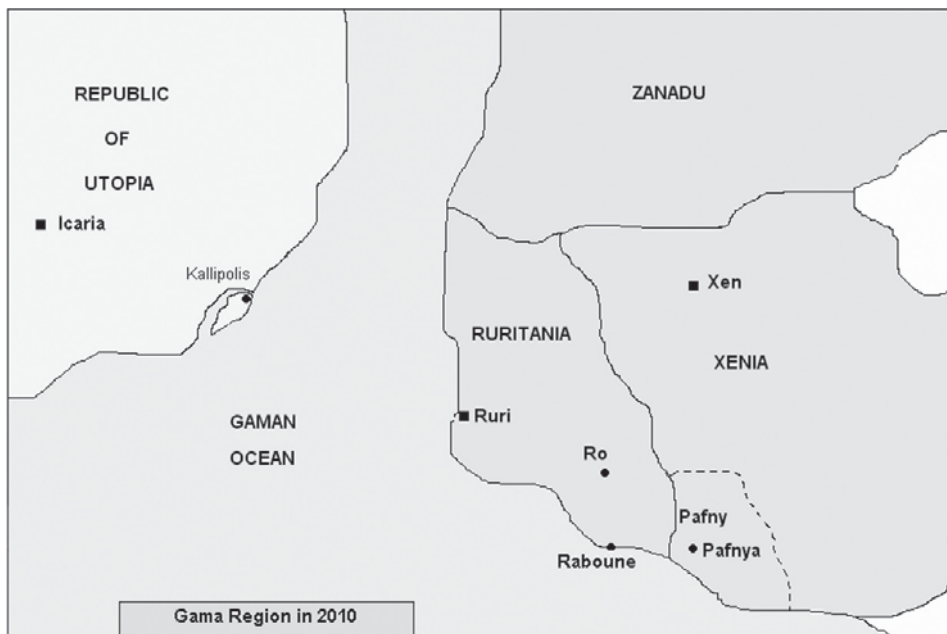 REPUBLIC
OF
UTOPIA
ZANADU
Icaria
Kallipolis
Xen
RURITANIA
XENIA
GAMAN
OCEAN
Ruri
Ro
Pafny
Raboune
Pafnya
Gama Region in 2010